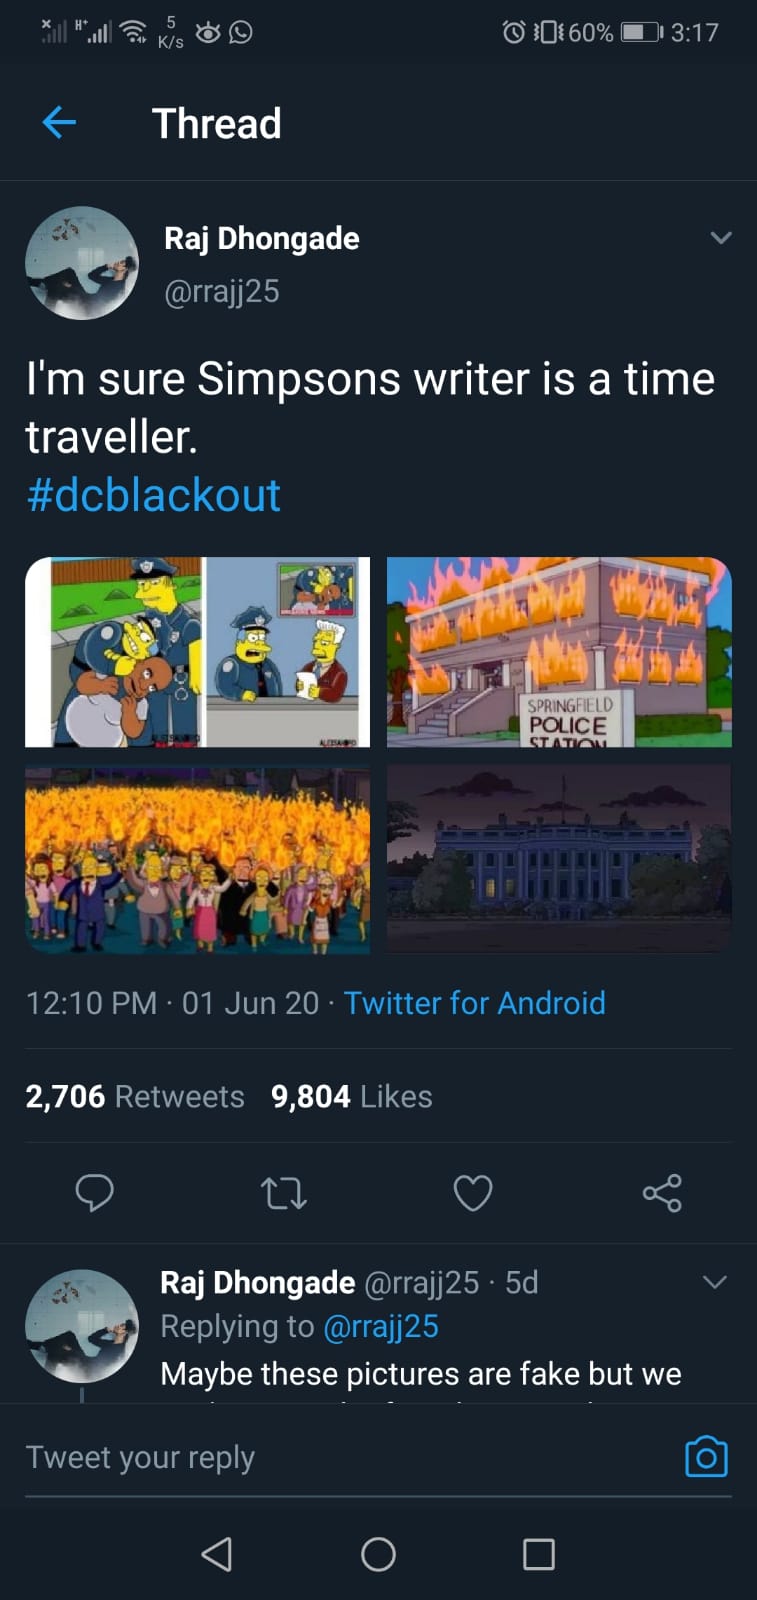 H+
5
K/s
60%
3:17
Thread
Raj Dhongade
@rrajj25
I'm sure Simpsons writer is a time
traveller.
#dcblackout
SPRINGFIELD
POLICE
STATION
12:10 PM · 01 Jun 20 · Twitter for Android
2,706 Retweets 9,804 Likes
Raj Dhongade @rrajj25 · 5d
Replying to @rrajj25
Maybe these pictures are fake but we
Tweet your reply